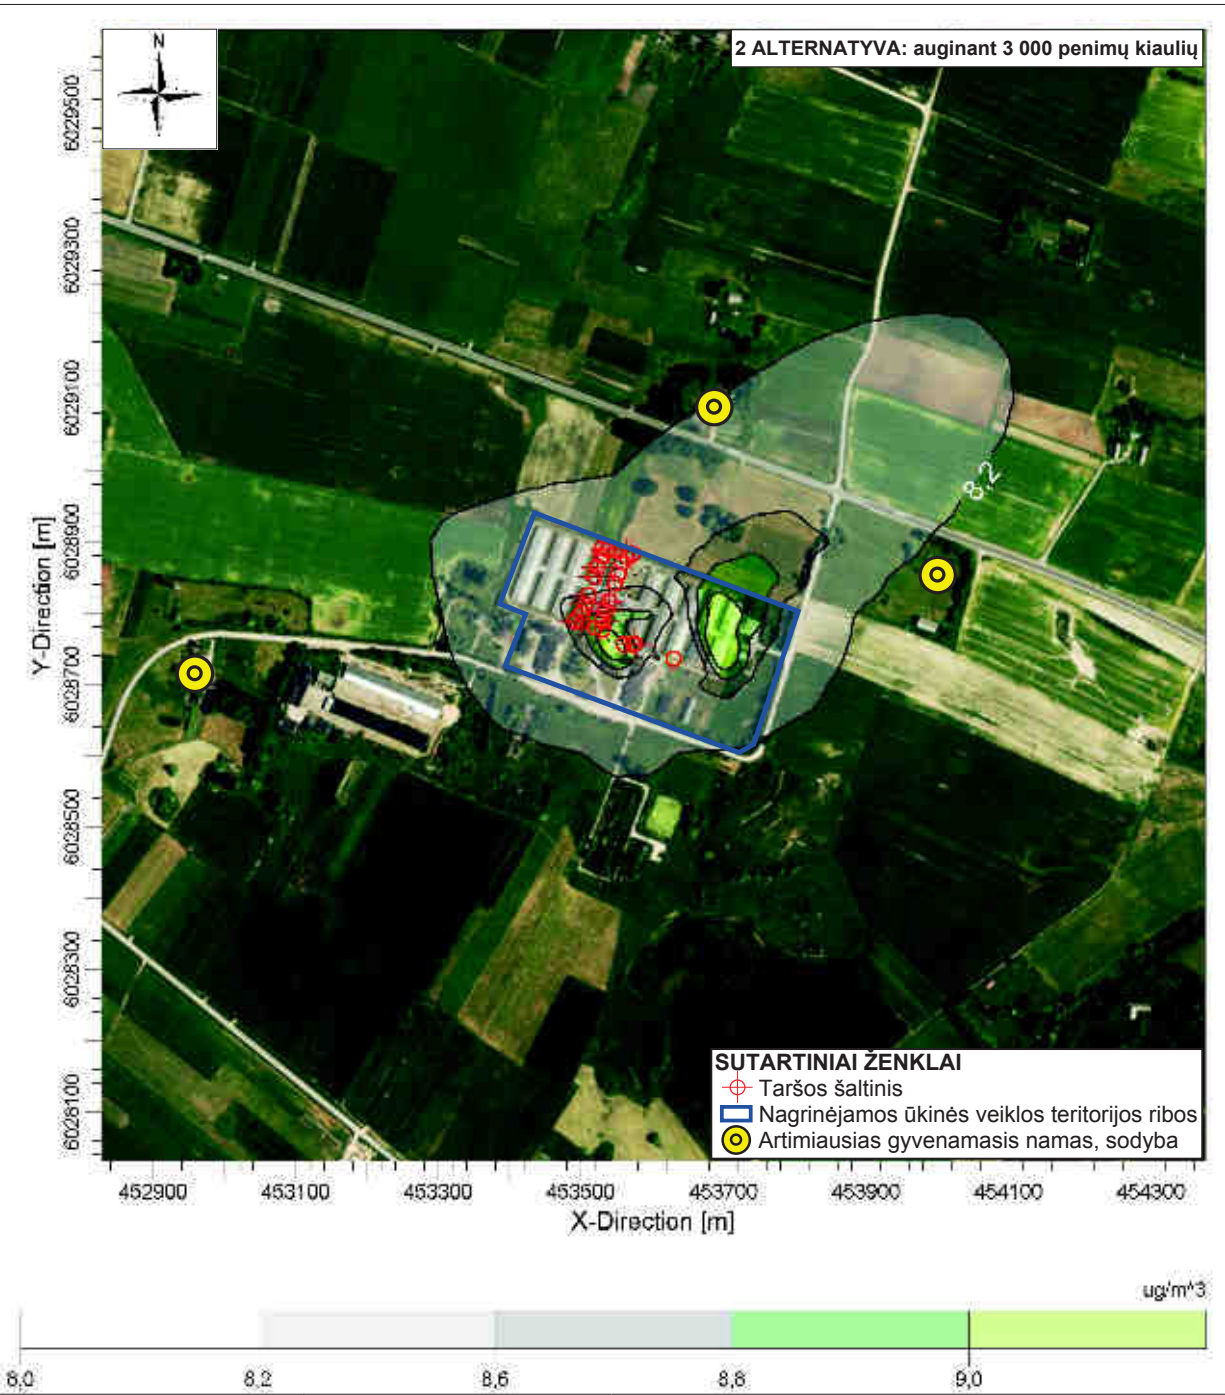 N
2 ALTERNATYVA: auginant 3 000 penimų kiaulių
6029500
6029300
6029100
6028900
6028700
6028500
6028300
6028100
Y-Direction [m]
8,2
SUTARTINIAI ŽENKLAI
Taršos šaltinis
Nagrinėjamos ūkinės veiklos teritorijos ribos
Artimiausias gyvenamasis namas, sodyba
452900 453100 453300 453500 453700 453900 454100 454300
X-Direction [m]
ug/m^3
8,0 8,2 8,6 8,8 9,0